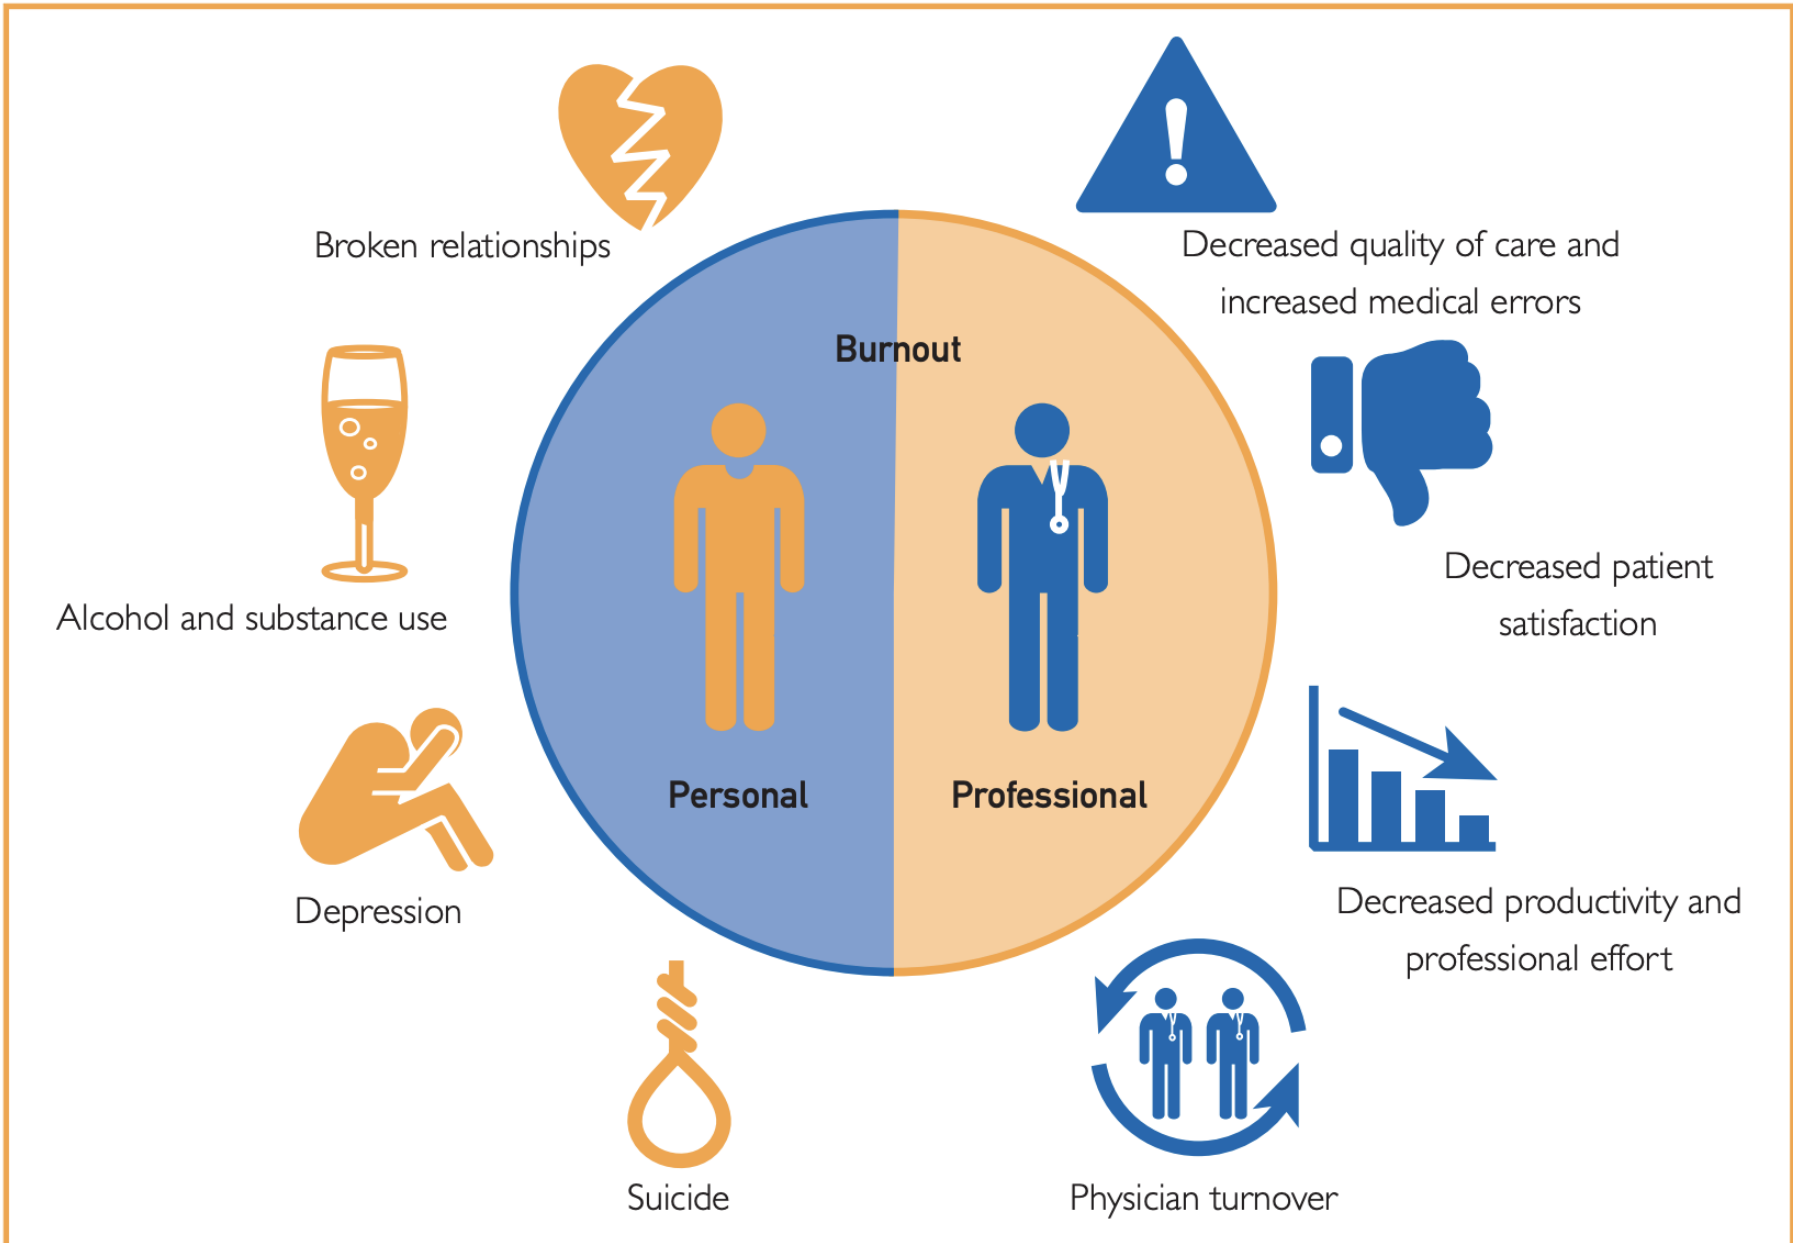 Broken relationships
Decreased quality of care and
increased medical errors
Burnout
Decreased patient
satisfaction
Alcohol and substance use
Personal
Professional
Depression
Decreased productivity and
professional effort
Suicide
Physician turnover